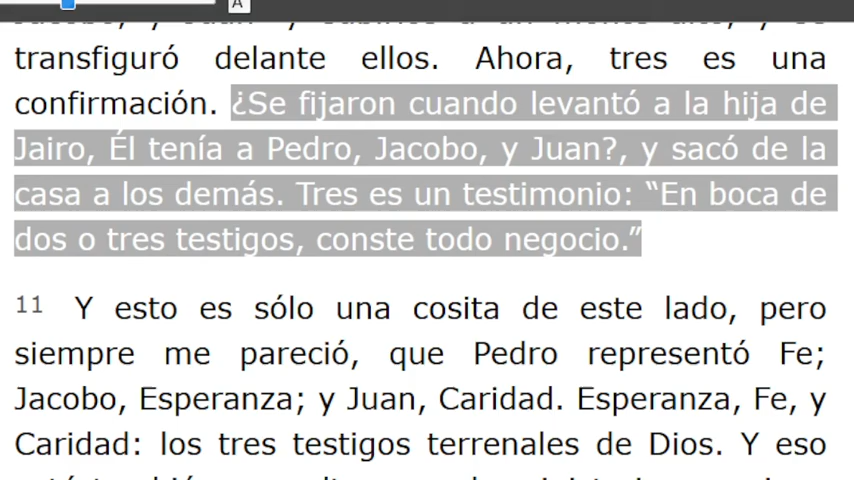 A
transfiguró delante ellos. Ahora, tres es una
confirmación. ¿Se fijaron cuando levantó a la hija de
Jairo, Él tenía a Pedro, Jacobo, y Juan?, y sacó de la
casa a los demás. Tres es un testimonio: “En boca de
dos o tres testigos, conste todo negocio.”
11 Y esto es sólo una cosita de este lado, pero
siempre me pareció, que Pedro representó Fe;
Jacobo, Esperanza; y Juan, Caridad. Esperanza, Fe, y
Caridad: los tres testigos terrenales de Dios. Y eso